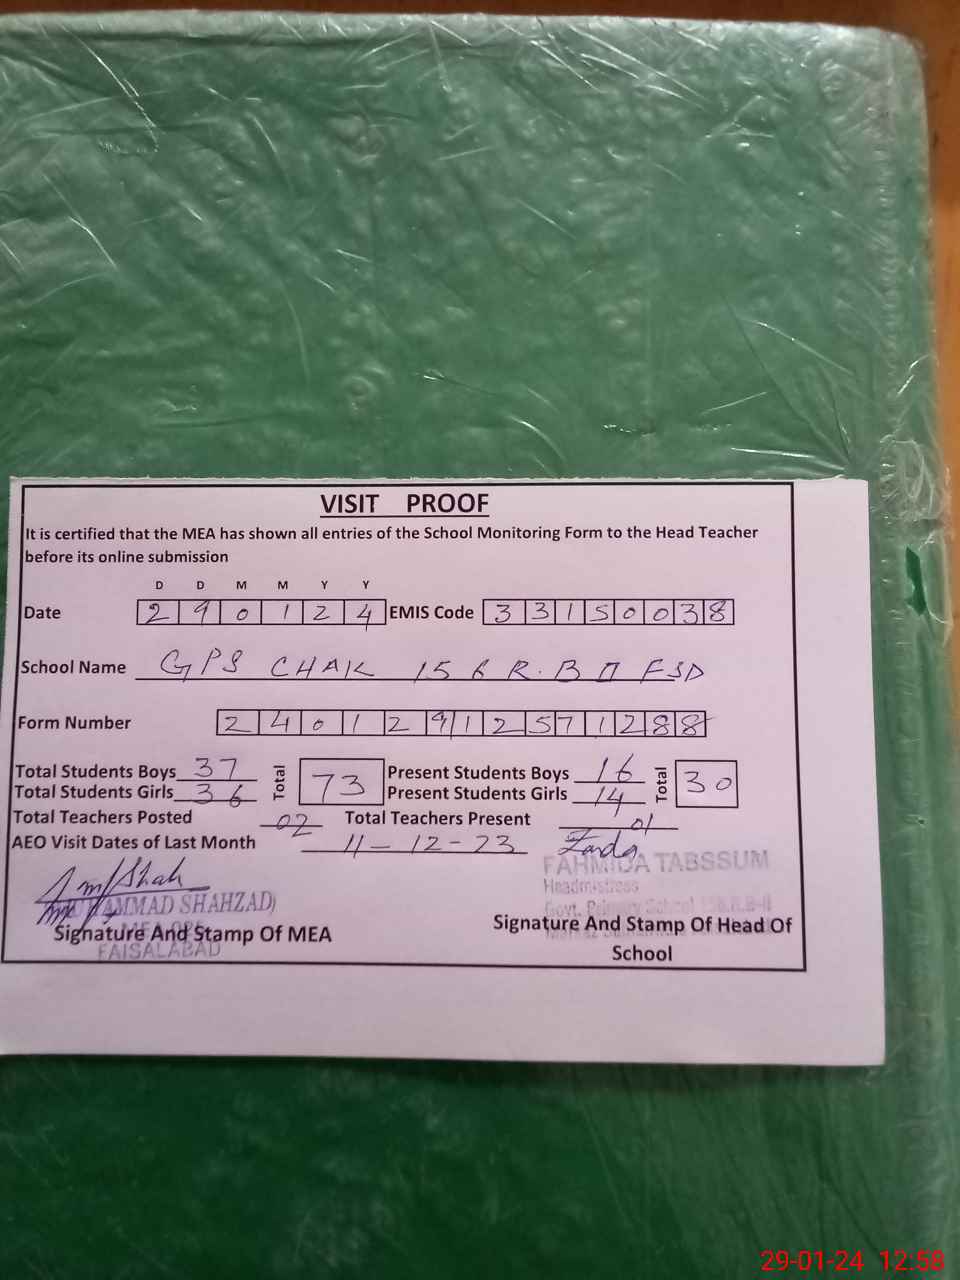 VISIT PROOF
It is certified that the MEA has shown all entries of the School Monitoring Form to the Head Teacher
before its online submission
D D M M Y Y
Date 2 9 0 1 2 4 EMIS Code 3 3 1 5 0 0 3 8
School Name GPS CHAK 156 R.B II FSD
Form Number 2 4 0 1 2 9 1 2 5 7 1 2 8 8
Total Students Boys 37 Total 73 Present Students Boys 16 Total 30
Total Students Girls 36 Present Students Girls 14
Total Teachers Posted 02 Total Teachers Present 01
AEO Visit Dates of Last Month 11-12-23
FAHMIDA TABSSUM
Headmistress
MUHAMMAD SHAHZAD)
Govt. Primary School 156.R.B-II
Signature And Stamp Of MEA Signature And Stamp Of Head Of
School
FAISALABAD
29-01-24 12:58